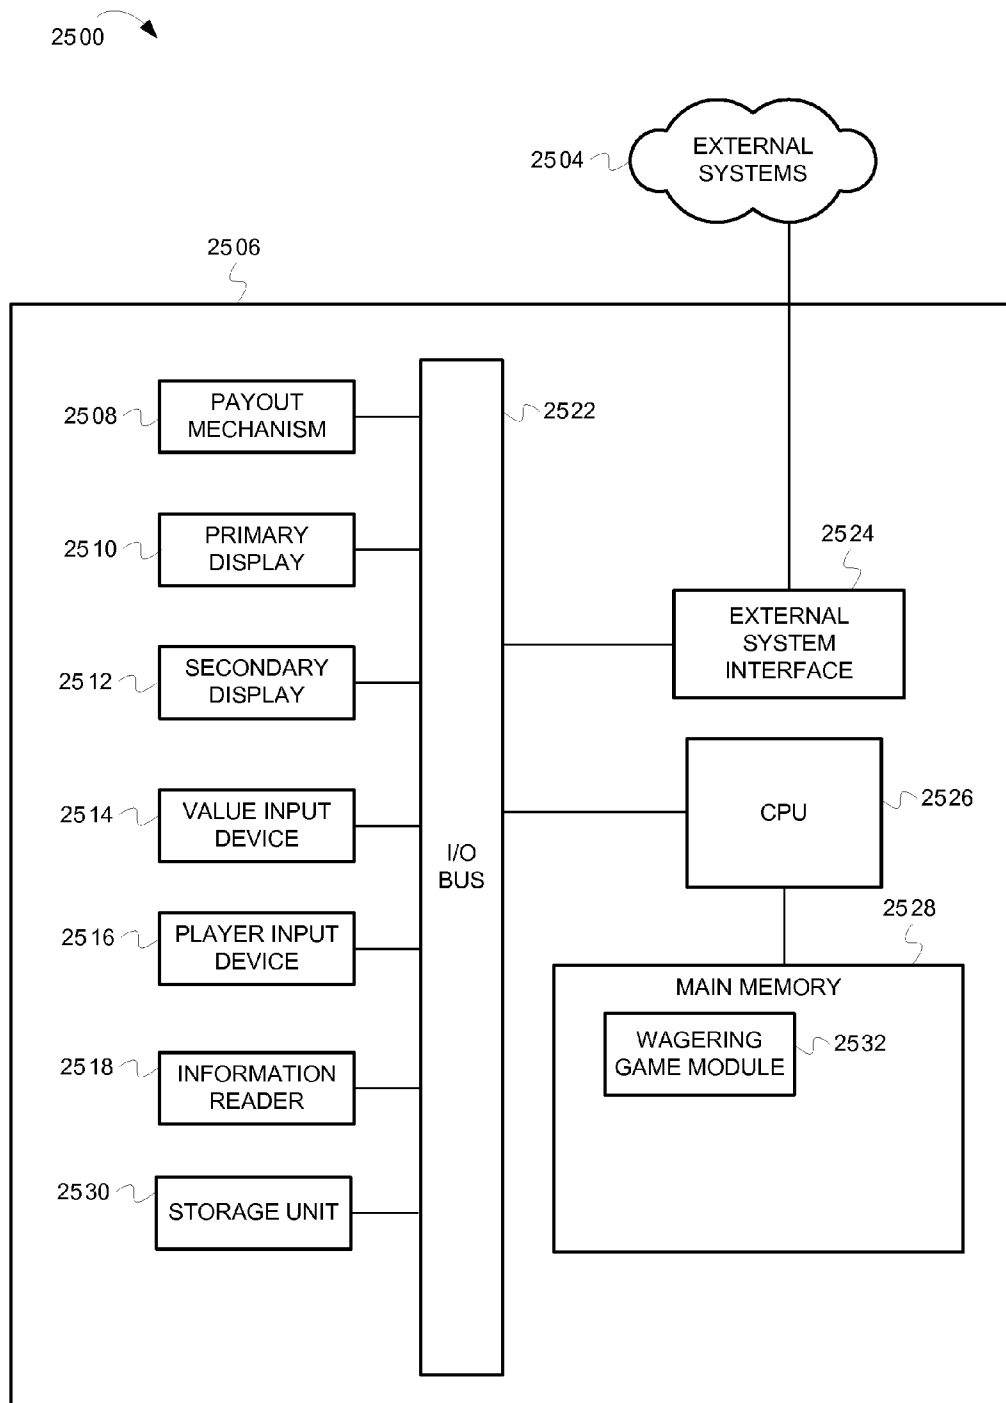 2500
EXTERNAL
SYSTEMS
2504
2506
PAYOUT
MECHANISM
2508
2522
PRIMARY
DISPLAY
2510
2524
EXTERNAL
SYSTEM
INTERFACE
SECONDARY
DISPLAY
2512
VALUE INPUT
DEVICE
2514
CPU
2526
I/O
BUS
PLAYER INPUT
DEVICE
2516
2528
MAIN MEMORY
WAGERING
GAME MODULE
2532
INFORMATION
READER
2518
STORAGE UNIT
2530